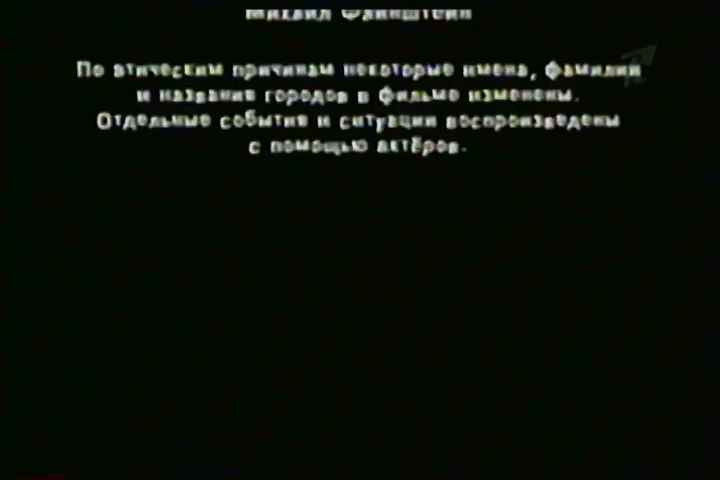 Михаил Файнштейн
По этическим причинам некоторые имена, фамилии
и названия городов в фильме изменены.
Отдельные события и ситуации воспроизведены
с помощью актёров.